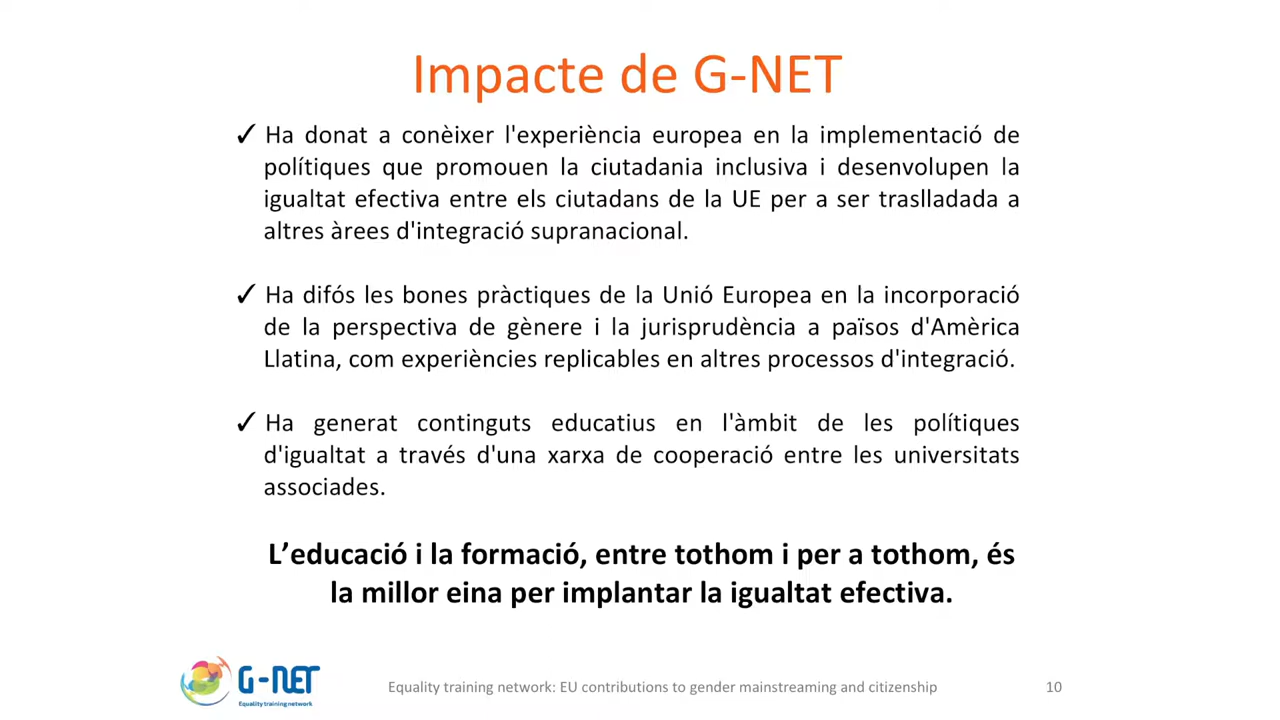 Impacte de G-NET
✓ Ha donat a conèixer l'experiència europea en la implementació de
polítiques que promouen la ciutadania inclusiva i desenvolupen la
igualtat efectiva entre els ciutadans de la UE per a ser traslladada a
altres àrees d'integració supranacional.
✓ Ha difós les bones pràctiques de la Unió Europea en la incorporació
de la perspectiva de gènere i la jurisprudència a països d'Amèrica
Llatina, com experiències replicables en altres processos d'integració.
✓ Ha generat continguts educatius en l'àmbit de les polítiques
d'igualtat a través d'una xarxa de cooperació entre les universitats
associades.
L’educació i la formació, entre tothom i per a tothom, és
la millor eina per implantar la igualtat efectiva.
G-NET
Equality training network
Equality training network: EU contributions to gender mainstreaming and citizenship
10